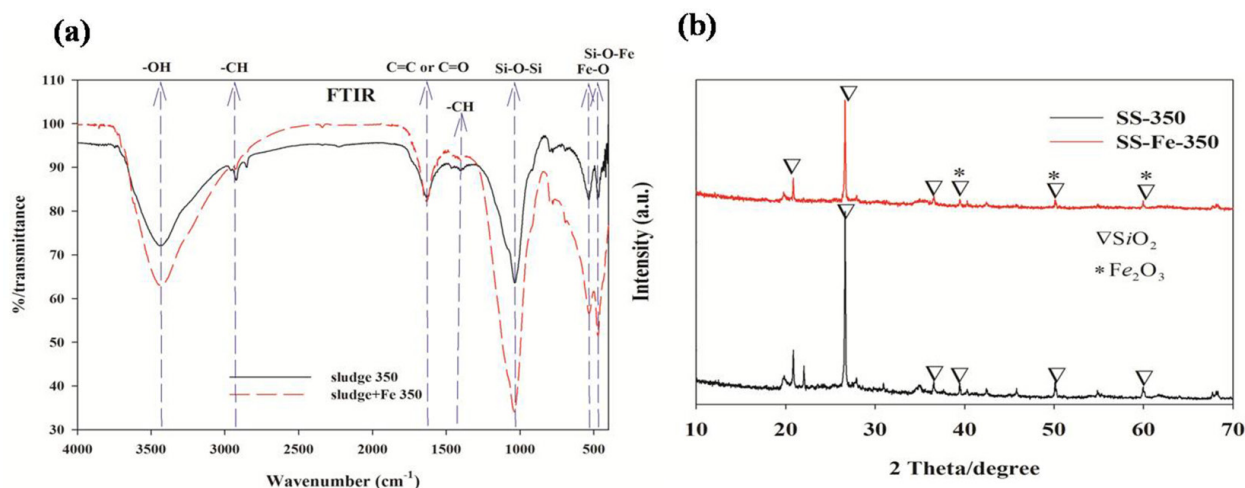 (a)
-OH
-CH
C=C or C=O
Si-O-Si
Si-O-Fe
Fe-O
-CH
FTIR
110
100
90
80
70
60
50
40
30
%/transmittance
sludge 350
sludge+Fe 350
4000 3500 3000 2500 2000 1500 1000 500
Wavenumber (cm⁻¹)
(b)
SS-350
SS-Fe-350
* * *
▽SiO₂
* Fe₂O₃
Intensity (a.u.)
10 20 30 40 50 60 70
2 Theta/degree